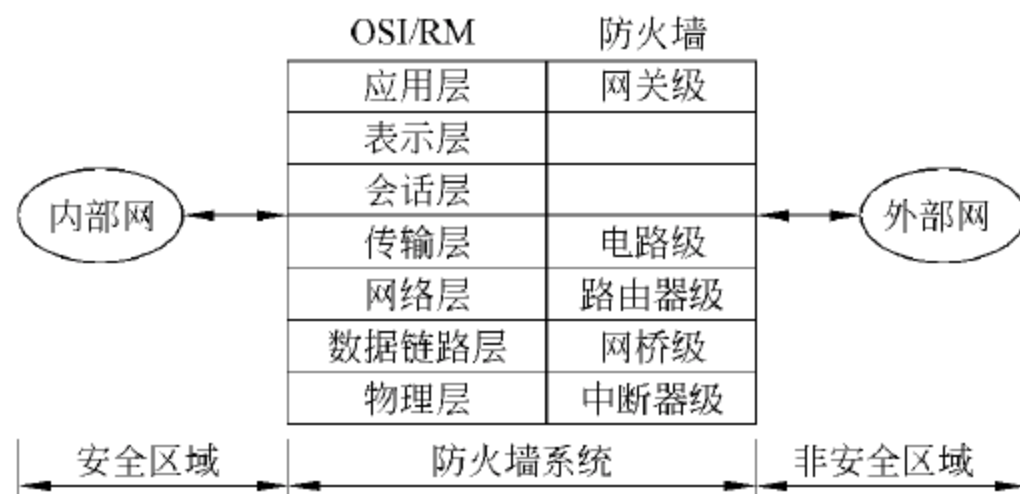 OSI/RM 防火墙
应用层 网关级
表示层
会话层
内部网 外部网
传输层 电路级
网络层 路由器级
数据链路层 网桥级
物理层 中断器级
安全区域 防火墙系统 非安全区域